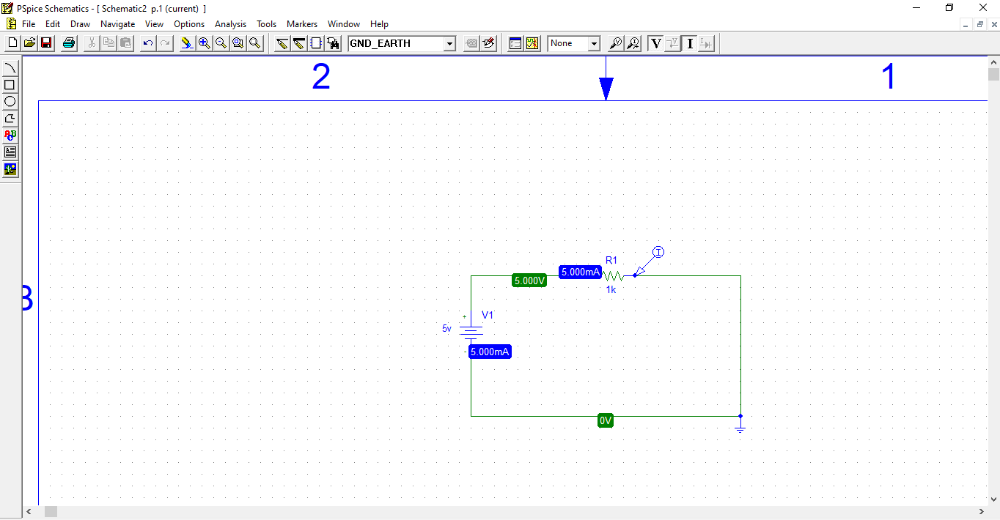 PSpice Schematics - [ Schematic2 p.1 (current) ]
File Edit Draw Navigate View Options Analysis Tools Markers Window Help
GND_EARTH None V V I I
ABC
A
2 1
3
R1 I
5.000V 5.000mA
1k
+ V1
5v
- 5.000mA
0V